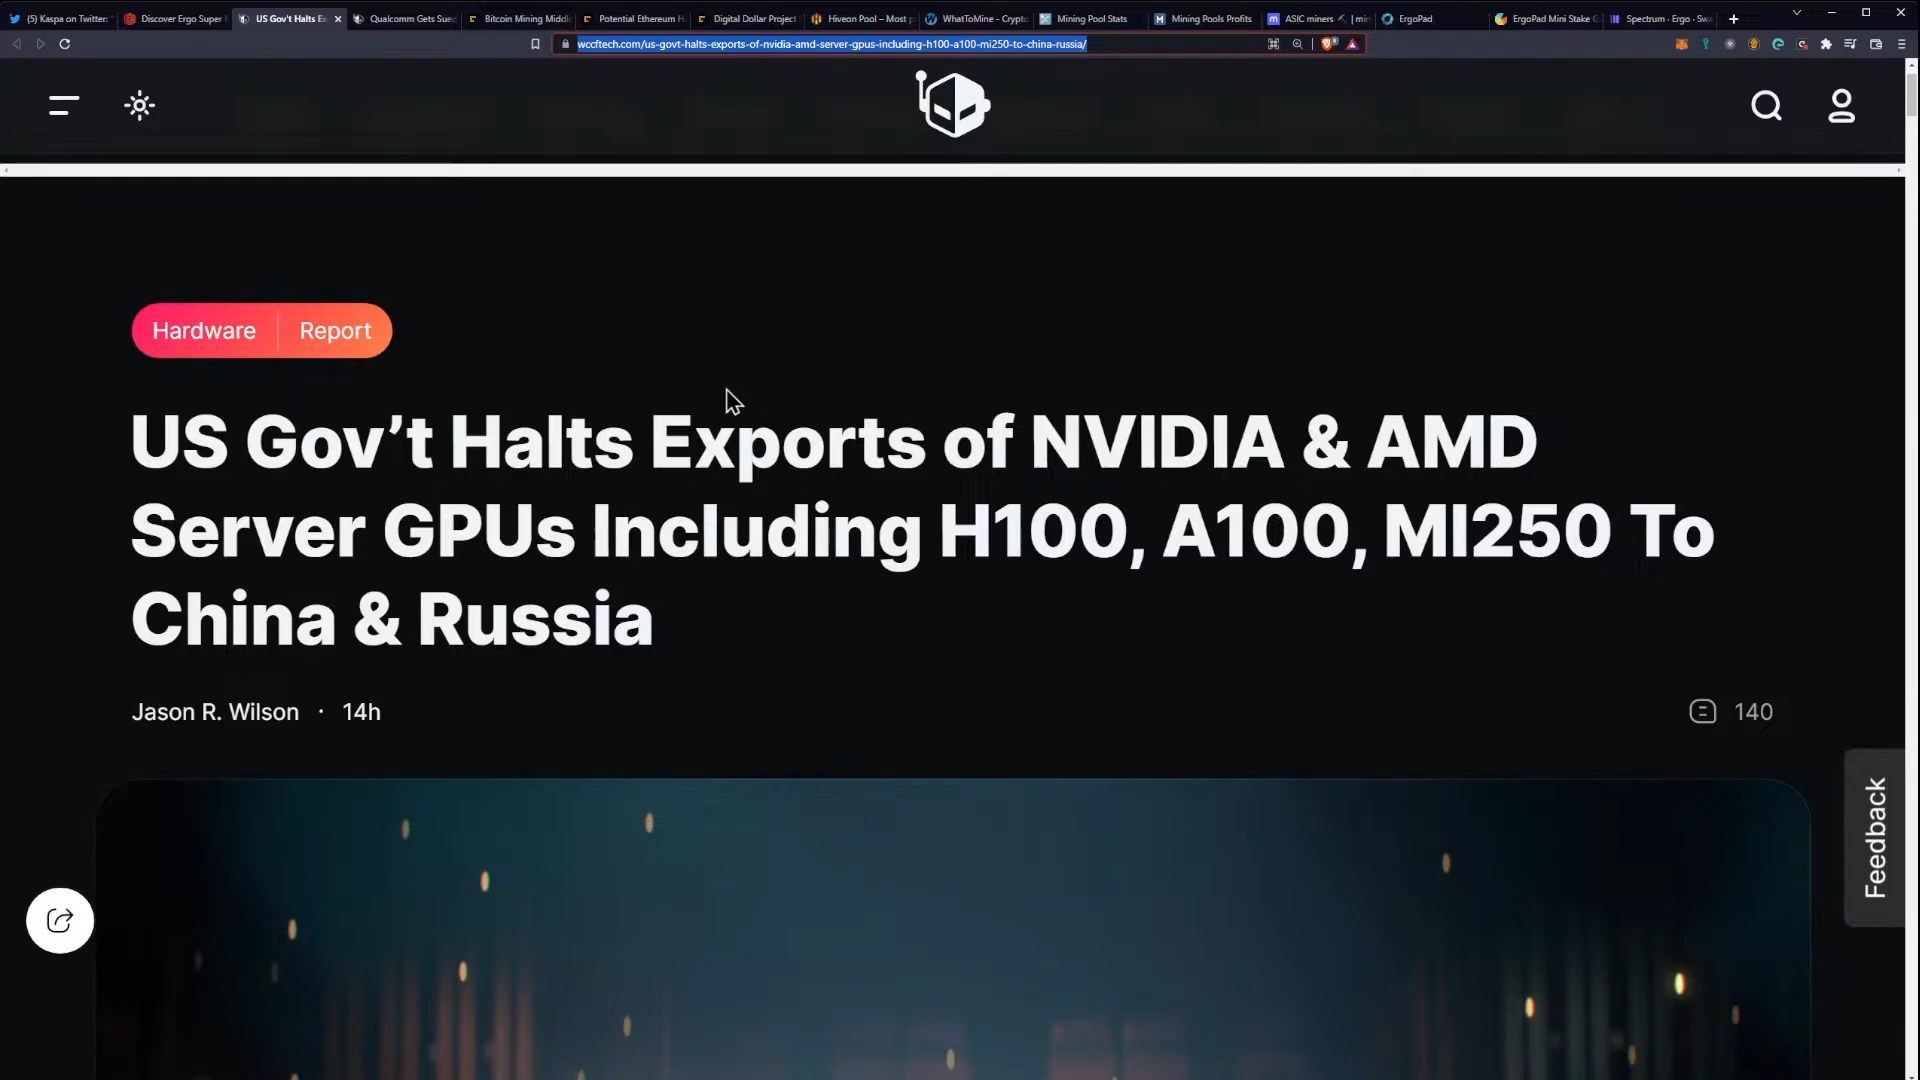 (5) Kaspa on Twitter:
Discover Ergo Super
US Gov't Halts Ex
Qualcomm Gets Sued
Bitcoin Mining Middl
Potential Ethereum H
Digital Dollar Project
Hiveon Pool – Most p
WhatToMine - Crypto
Mining Pool Stats
Mining Pools Profits
ASIC miners
min
ErgoPad
ErgoPad Mini Stake
Spectrum · Ergo · Sw
wccftech.com/us-govt-halts-exports-of-nvidia-amd-server-gpus-including-h100-a100-mi250-to-china-russia/
Hardware
Report
US Gov’t Halts Exports of NVIDIA & AMD
Server GPUs Including H100, A100, MI250 To
China & Russia
Jason R. Wilson · 14h
140
Feedback